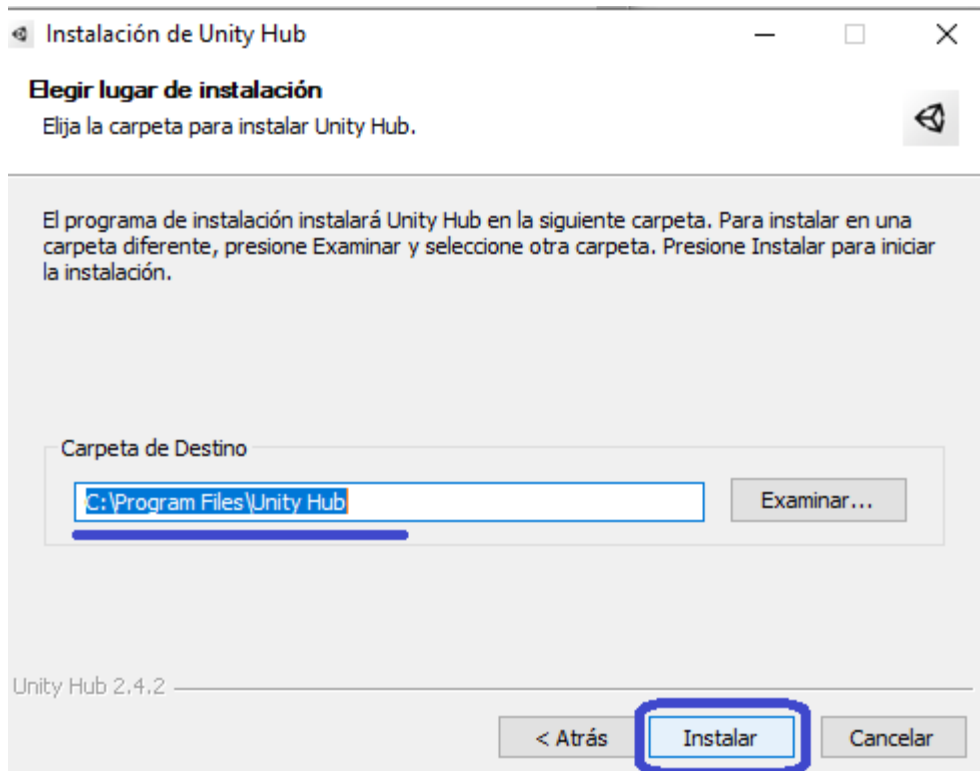 Instalación de Unity Hub
Elegir lugar de instalación
Elija la carpeta para instalar Unity Hub.
El programa de instalación instalará Unity Hub en la siguiente carpeta. Para instalar en una
carpeta diferente, presione Examinar y seleccione otra carpeta. Presione Instalar para iniciar
la instalación.
Carpeta de Destino
C:\Program Files\Unity Hub
Examinar...
Unity Hub 2.4.2
< Atrás
Instalar
Cancelar